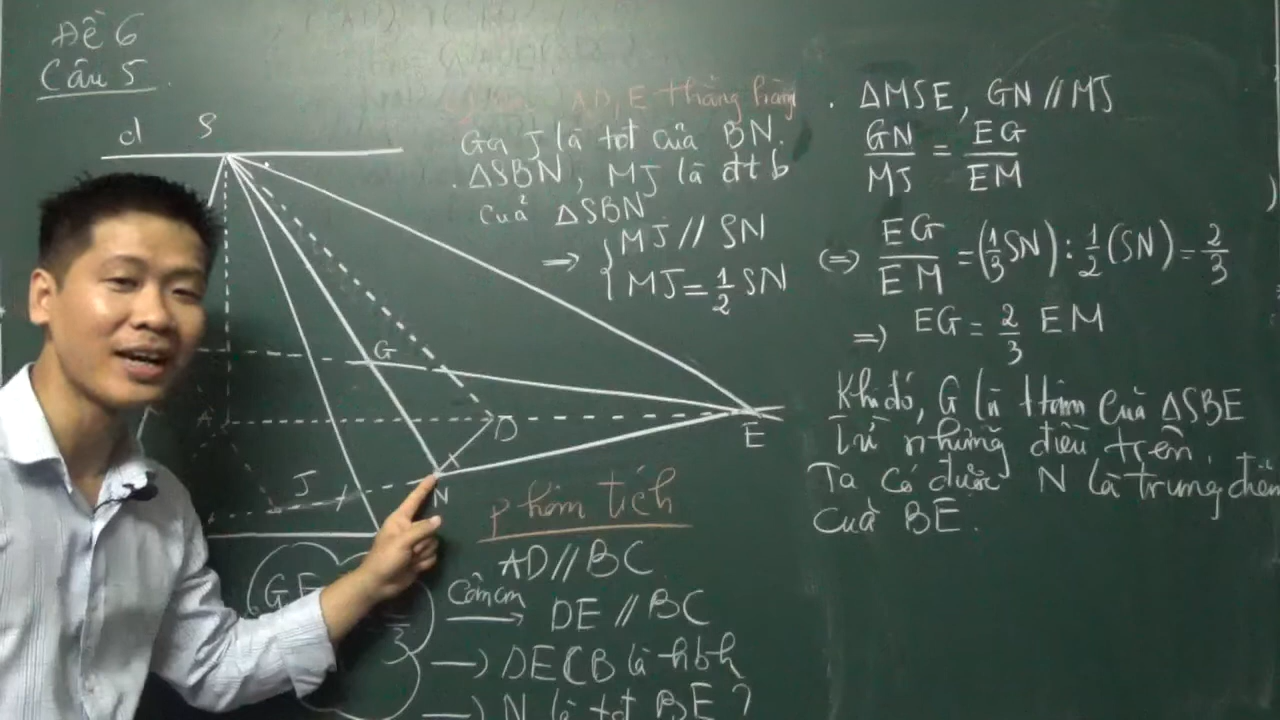 Đề 6
Câu 5
d S
A, D, E thẳng hàng
Gọi J là tđt của BN.
. ΔSBN, MJ là đtb
của ΔSBN
=> { MJ // SN
MJ = 1/2 SN
. ΔMSE, GN // MJ
GN/MJ = EG/EM
(=) EG/EM = (1/3 SN) : 1/2 (SN) = 2/3
=) EG = 2/3 EM
Khi đó, G là t tâm của ΔSBE
Từ những điều trên,
Ta có được N là trung điểm
của BE.
G
A
D
E
J
N
phân tích
AD // BC
Cần cm DE // BC
-) DECB là hbh
-) N là tđt BE ?